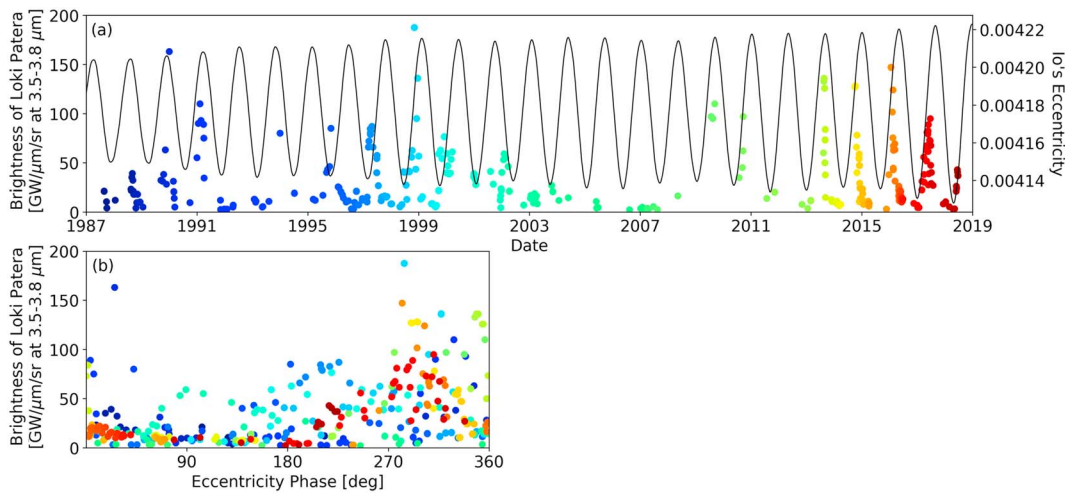 (a)
Brightness of Loki Patera
[GW/μm/sr at 3.5-3.8 μm]
200
150
100
50
0
0.00422
0.00420
0.00418
0.00416
0.00414
Io's Eccentricity
1987 1991 1995 1999 2003 2007 2011 2015 2019
Date
(b)
Brightness of Loki Patera
[GW/μm/sr at 3.5-3.8 μm]
200
150
100
50
0
90 180 270 360
Eccentricity Phase [deg]